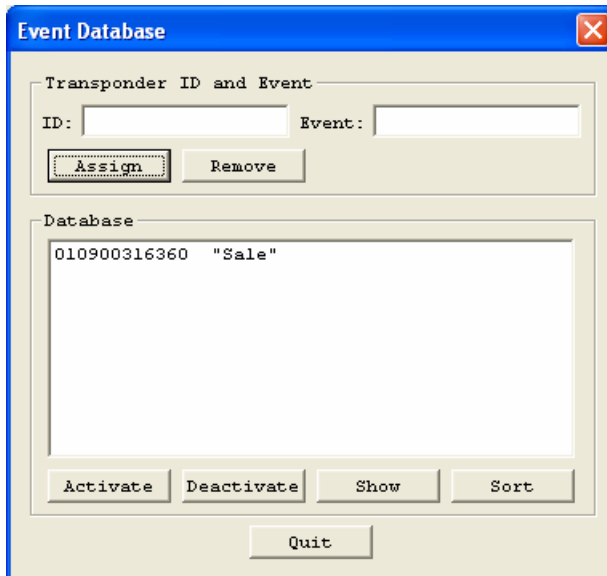 Event Database
Transponder ID and Event
ID: Event:
Assign Remove
Database
010900316360 "Sale"
Activate Deactivate Show Sort
Quit